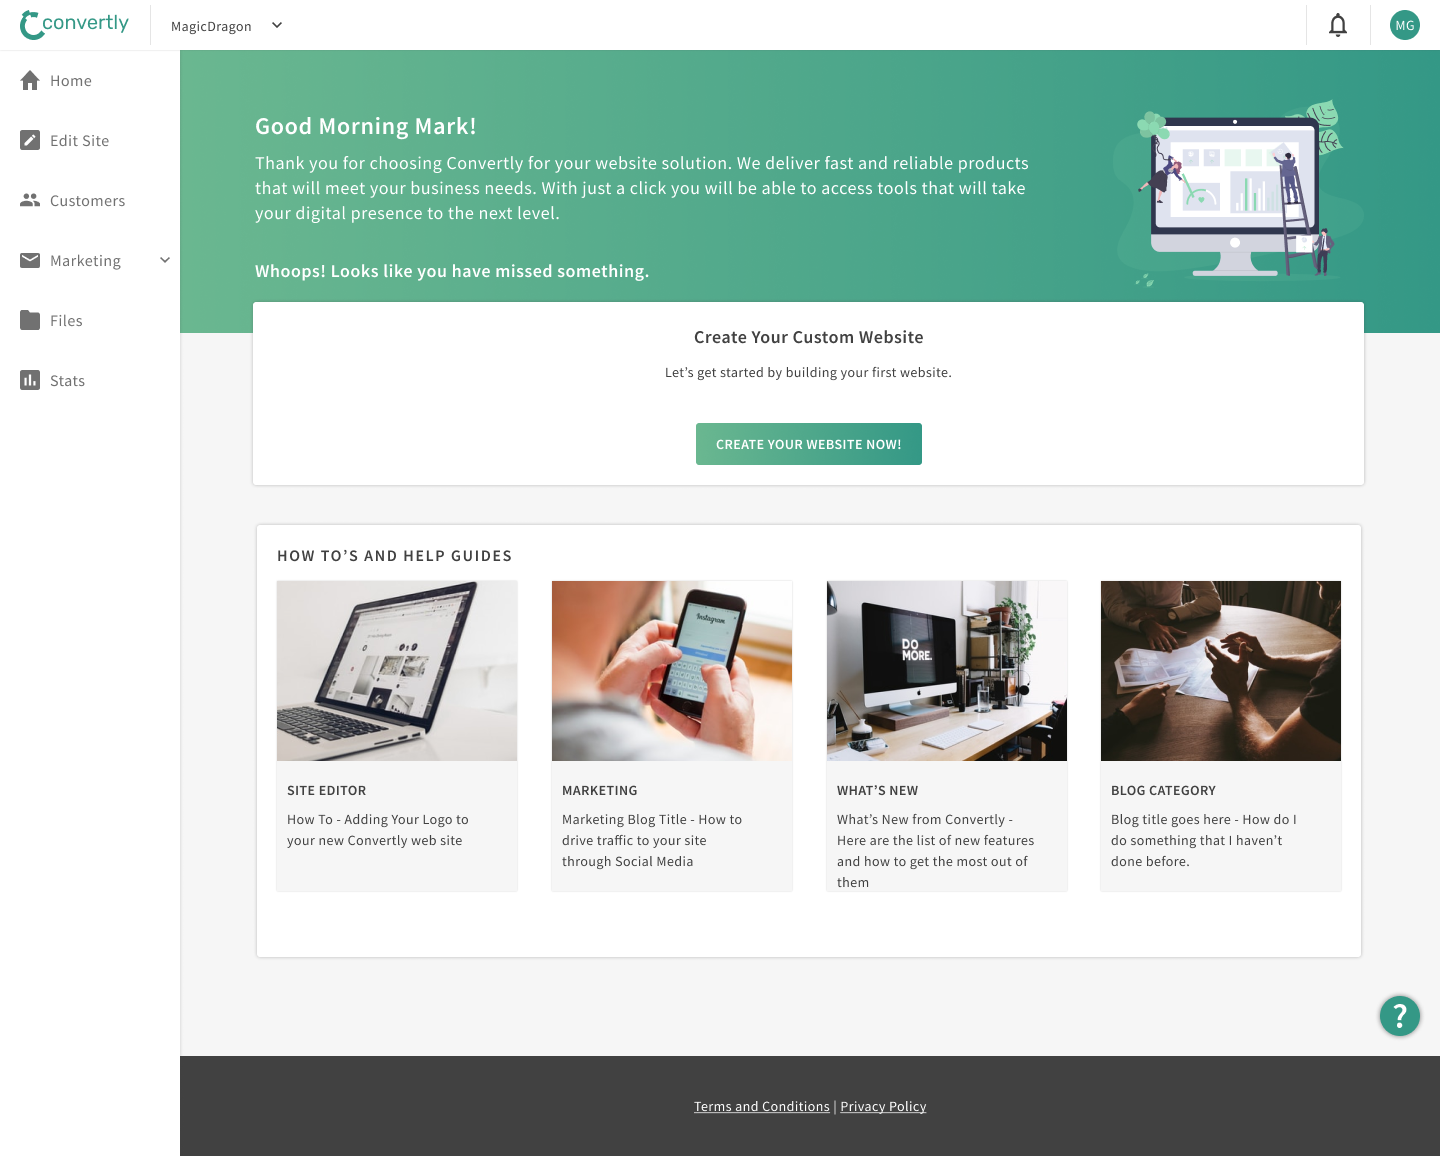 convertly
MagicDragon
MG
Home
Edit Site
Customers
Marketing
Files
Stats
Good Morning Mark!
Thank you for choosing Convertly for your website solution. We deliver fast and reliable products
that will meet your business needs. With just a click you will be able to access tools that will take
your digital presence to the next level.
Whoops! Looks like you have missed something.
Create Your Custom Website
Let’s get started by building your first website.
CREATE YOUR WEBSITE NOW!
HOW TO’S AND HELP GUIDES
Instagram
DO
MORE.
SITE EDITOR
How To - Adding Your Logo to
your new Convertly web site
MARKETING
Marketing Blog Title - How to
drive traffic to your site
through Social Media
WHAT’S NEW
What’s New from Convertly -
Here are the list of new features
and how to get the most out of
them
BLOG CATEGORY
Blog title goes here - How do I
do something that I haven’t
done before.
?
Terms and Conditions | Privacy Policy